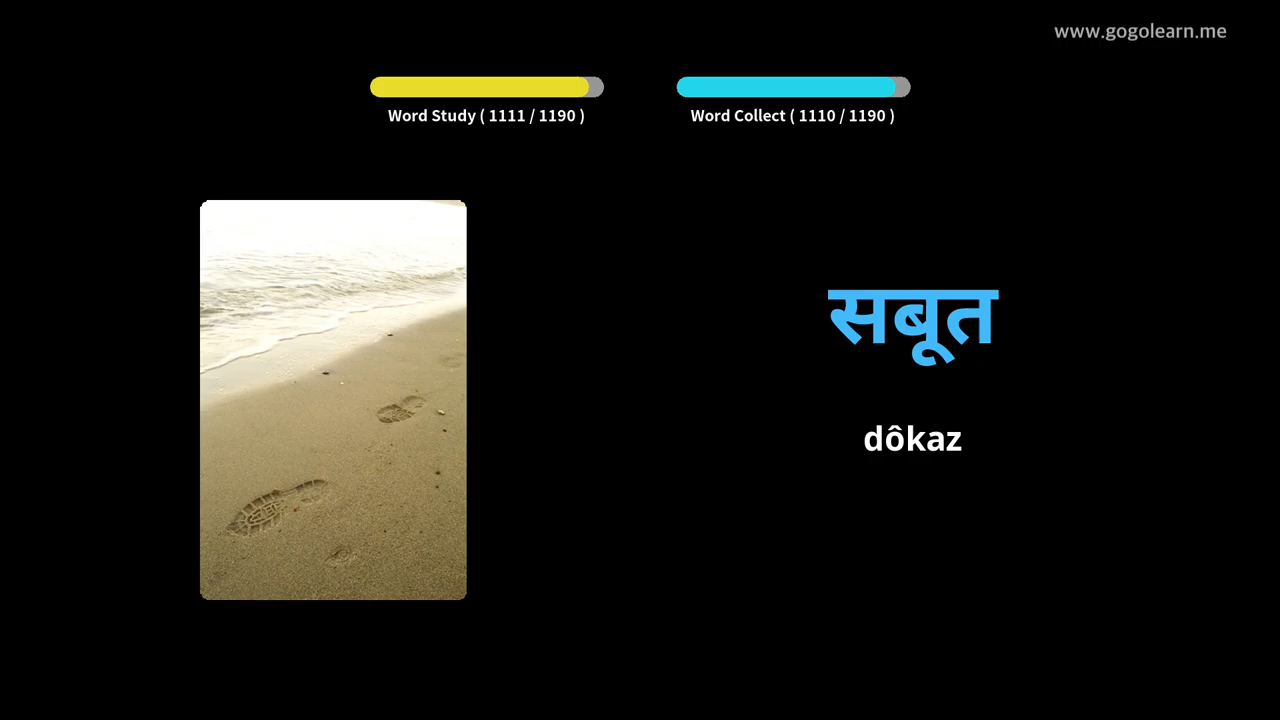 www.gogolearn.me
Word Study ( 1111 / 1190 )
Word Collect ( 1110 / 1190 )
सबूत
dôkaz